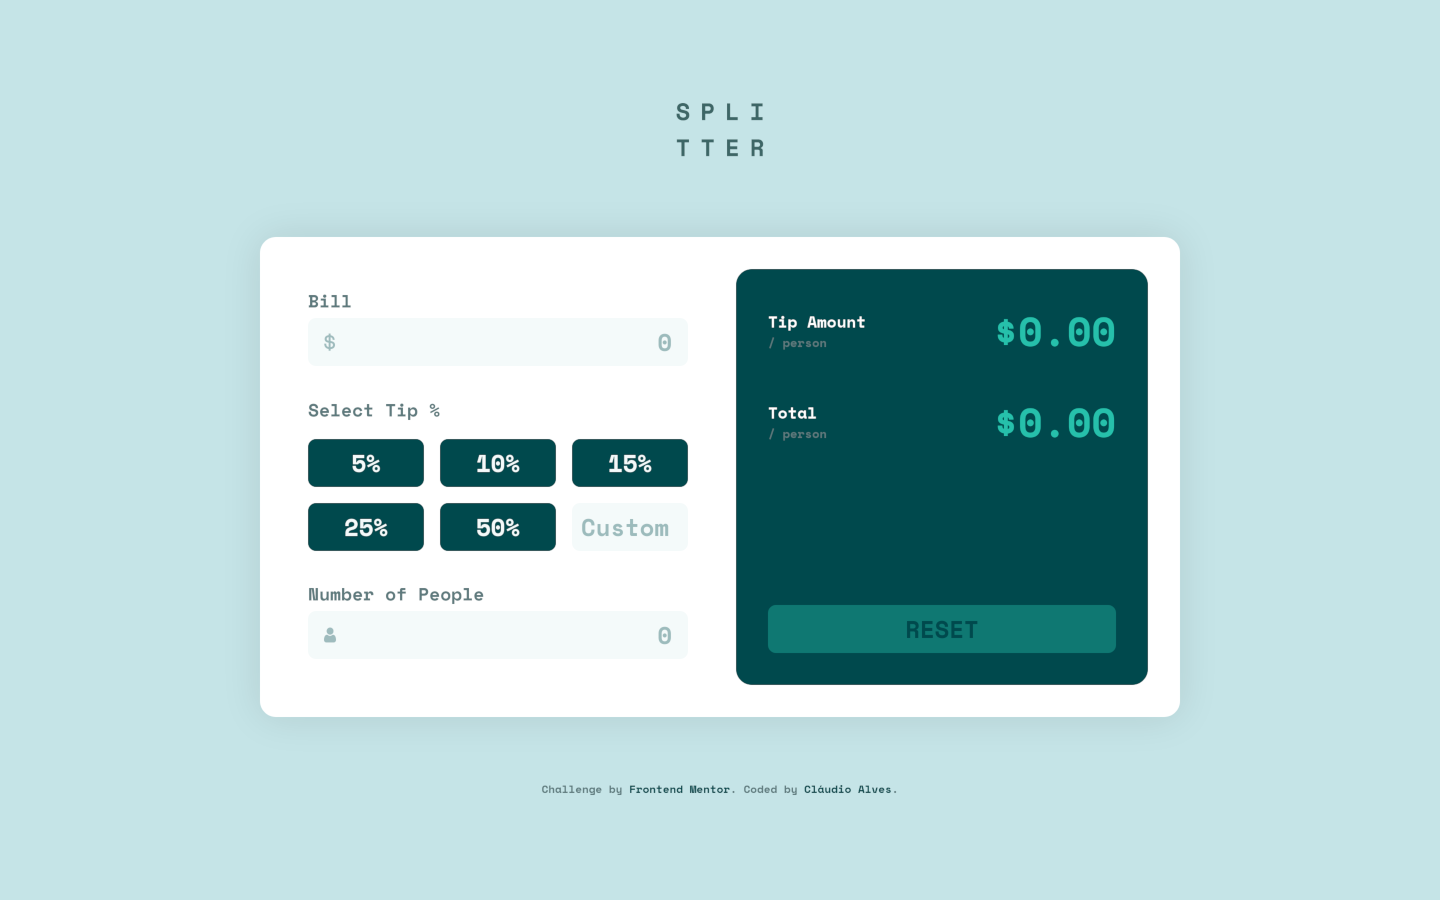 SPLI
TTER
Bill
$ 0
Select Tip %
5% 10% 15%
25% 50% Custom
Number of People
0
Tip Amount
/ person
$0.00
Total
/ person
$0.00
RESET
Challenge by Frontend Mentor. Coded by Cláudio Alves.